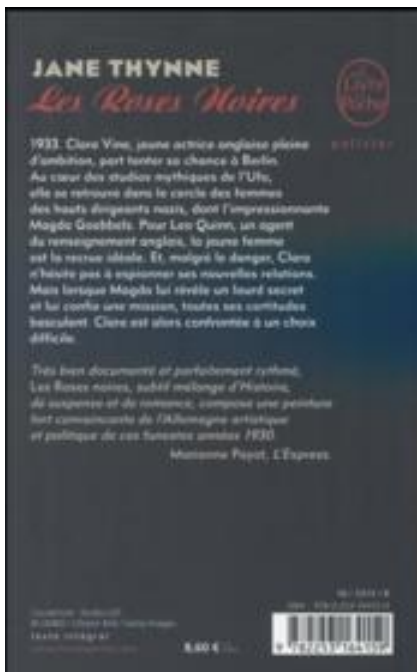 JANE THYNNE
Les Roses Noires
Le Livre de Poche
policier
1933. Clara Vine, jeune actrice anglaise pleine
d'ambition, part tenter sa chance à Berlin.
Au cœur des studios mythiques de l'Ufa,
elle se retrouve dans le cercle des femmes
des hauts dirigeants nazis, dont l'impressionnante
Magda Goebbels. Pour Leo Quinn, un agent
du renseignement anglais, la jeune femme
est la recrue idéale. Et, malgré le danger, Clara
n'hésite pas à espionner ses nouvelles relations.
Mais lorsque Magda lui révèle un lourd secret
et lui confie une mission, toutes ses certitudes
basculent. Clara est alors confrontée à un choix
difficile.
Très bien documenté et parfaitement rythmé,
Les Roses noires, subtil mélange d'Histoire,
de suspense et de romance, compose une peinture
fort convaincante de l'Allemagne artistique
et politique de ces funestes années 1930.
Marianne Payot, L'Express.
texte intégral
8,60 €